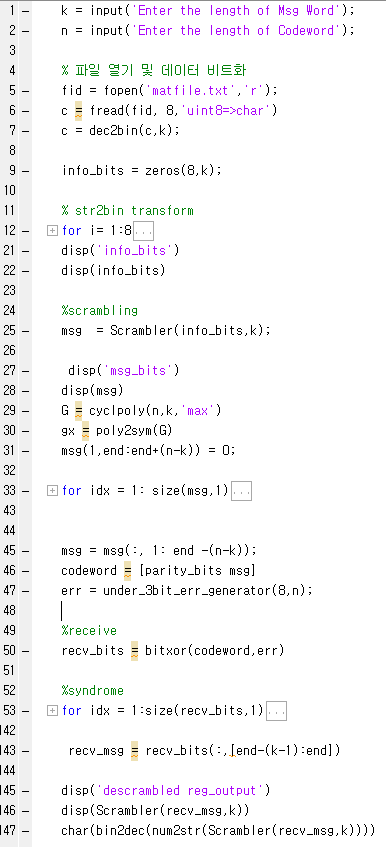 1 k = input('Enter the length of Msg Word');
2 n = input('Enter the length of Codeword');
3
4 % 파일 열기 및 데이터 비트화
5 fid = fopen('matfile.txt','r');
6 c = fread(fid, 8,'uint8=>char')
7 c = dec2bin(c,k);
8
9 info_bits = zeros(8,k);
10
11 % str2bin transform
12 for i= 1:8...
21 disp('info_bits')
22 disp(info_bits)
23
24 %scrambling
25 msg = Scrambler(info_bits,k);
26
27 disp('msg_bits')
28 disp(msg)
29 G = cyclpoly(n,k,'max')
30 gx = poly2sym(G)
31 msg(1,end:end+(n-k)) = 0;
32
33 for idx = 1: size(msg,1)...
43
44
45 msg = msg(:, 1: end -(n-k));
46 codeword = [parity_bits msg]
47 err = under_3bit_err_generator(8,n);
48
49 %receive
50 recv_bits = bitxor(codeword,err)
51
52 %syndrome
53 for idx = 1:size(recv_bits,1)...
142
143 recv_msg = recv_bits(:,[end-(k-1):end])
144
145 disp('descrambled reg_output')
146 disp(Scrambler(recv_msg,k))
147 char(bin2dec(num2str(Scrambler(recv_msg,k))))